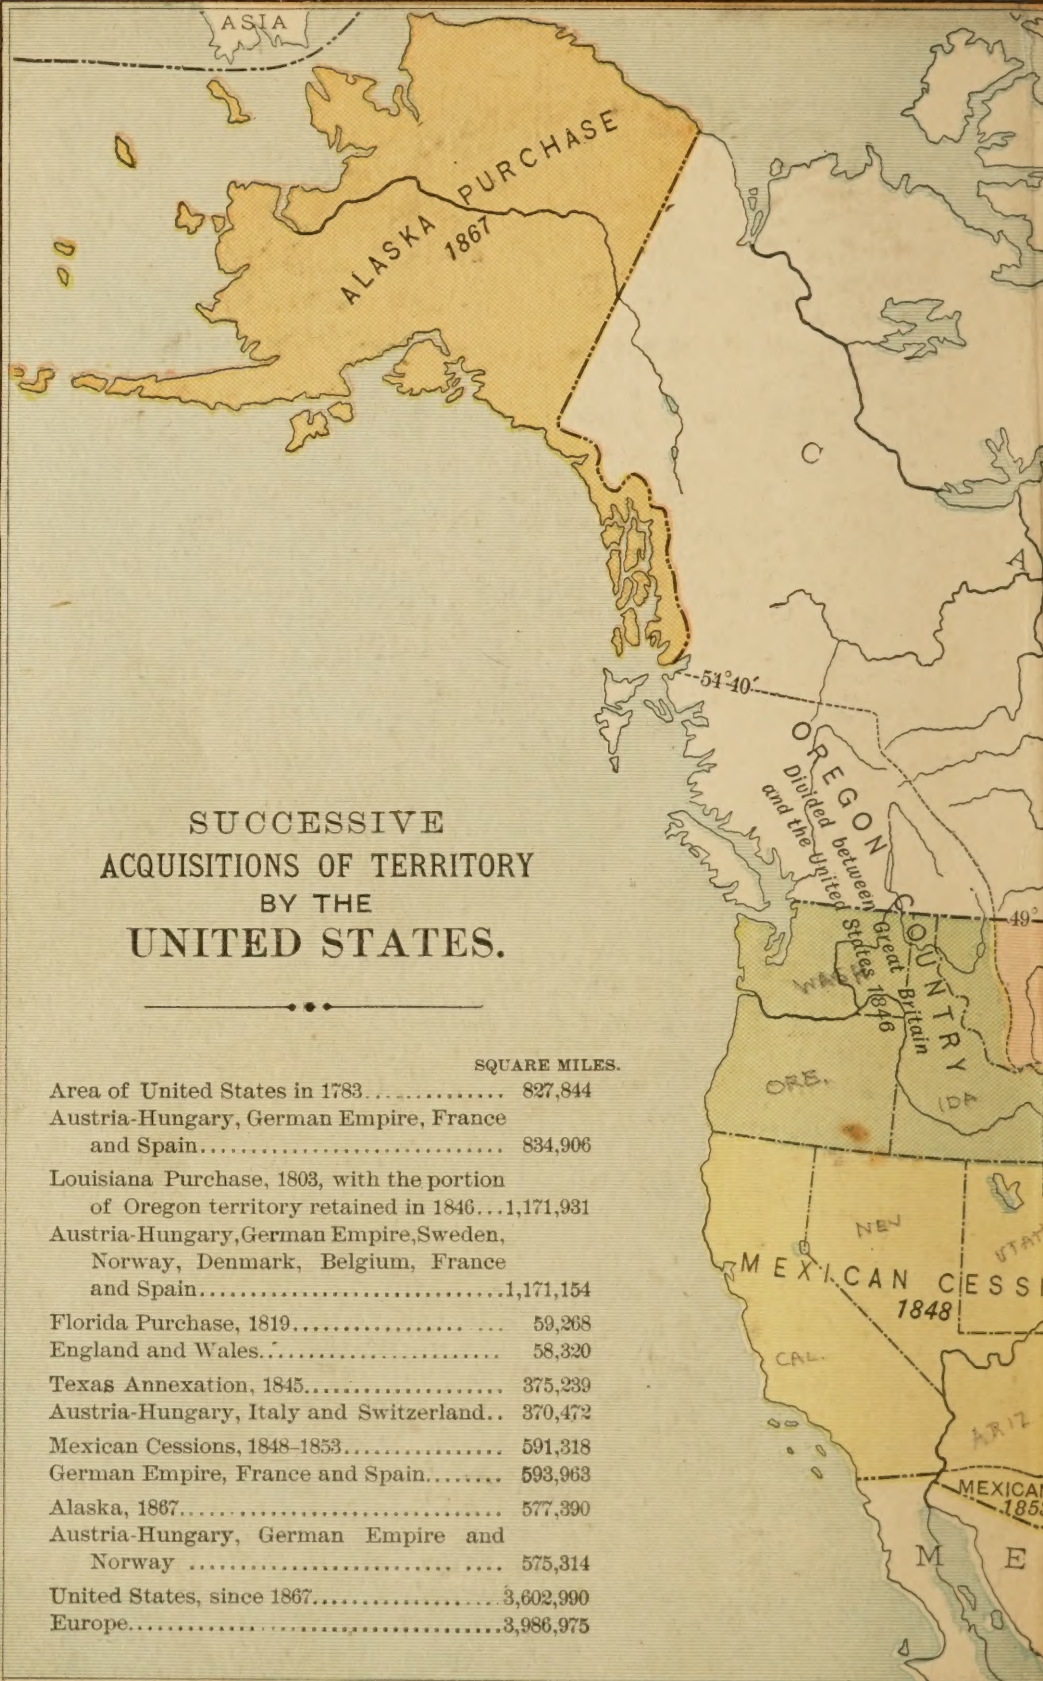 ASIA
ALASKA PURCHASE
1867
C
A
54°40′
OREGON COUNTRY
Divided between Great Britain
and the United States 1846
49°
WASH
ORE.
IDA
NEV
UTAH
MEXICAN CESSI
1848
CAL.
ARIZ
MEXICAN
1853
M E
SUCCESSIVE
ACQUISITIONS OF TERRITORY
BY THE
UNITED STATES.
SQUARE MILES.
Area of United States in 1783.............. 827,844
Austria-Hungary, German Empire, France
and Spain.............................. 834,906
Louisiana Purchase, 1803, with the portion
of Oregon territory retained in 1846...1,171,931
Austria-Hungary, German Empire, Sweden,
Norway, Denmark, Belgium, France
and Spain..............................1,171,154
Florida Purchase, 1819..................... 59,268
England and Wales......................... 58,320
Texas Annexation, 1845.................... 375,239
Austria-Hungary, Italy and Switzerland.. 370,472
Mexican Cessions, 1848-1853................ 591,318
German Empire, France and Spain........ 593,963
Alaska, 1867................................ 577,390
Austria-Hungary, German Empire and
Norway .............................. 575,314
United States, since 1867...................3,602,990
Europe.....................................3,986,975